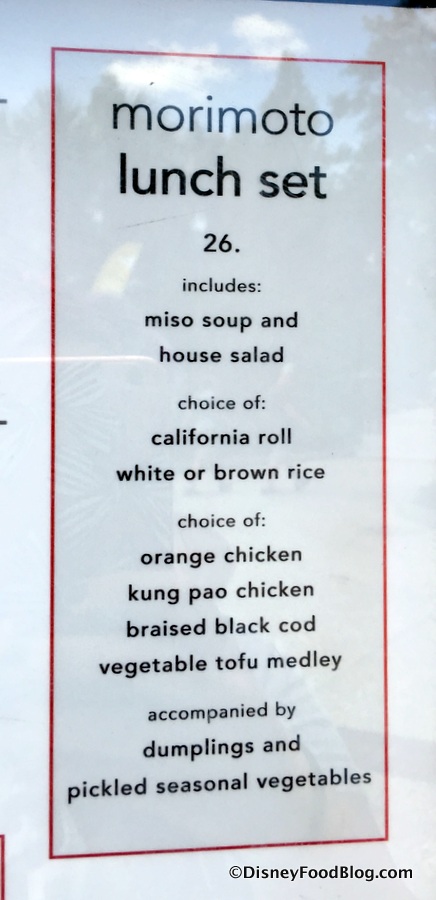 morimoto
lunch set
26.
includes:
miso soup and
house salad
choice of:
california roll
white or brown rice
choice of:
orange chicken
kung pao chicken
braised black cod
vegetable tofu medley
accompanied by
dumplings and
pickled seasonal vegetables
©DisneyFoodBlog.com